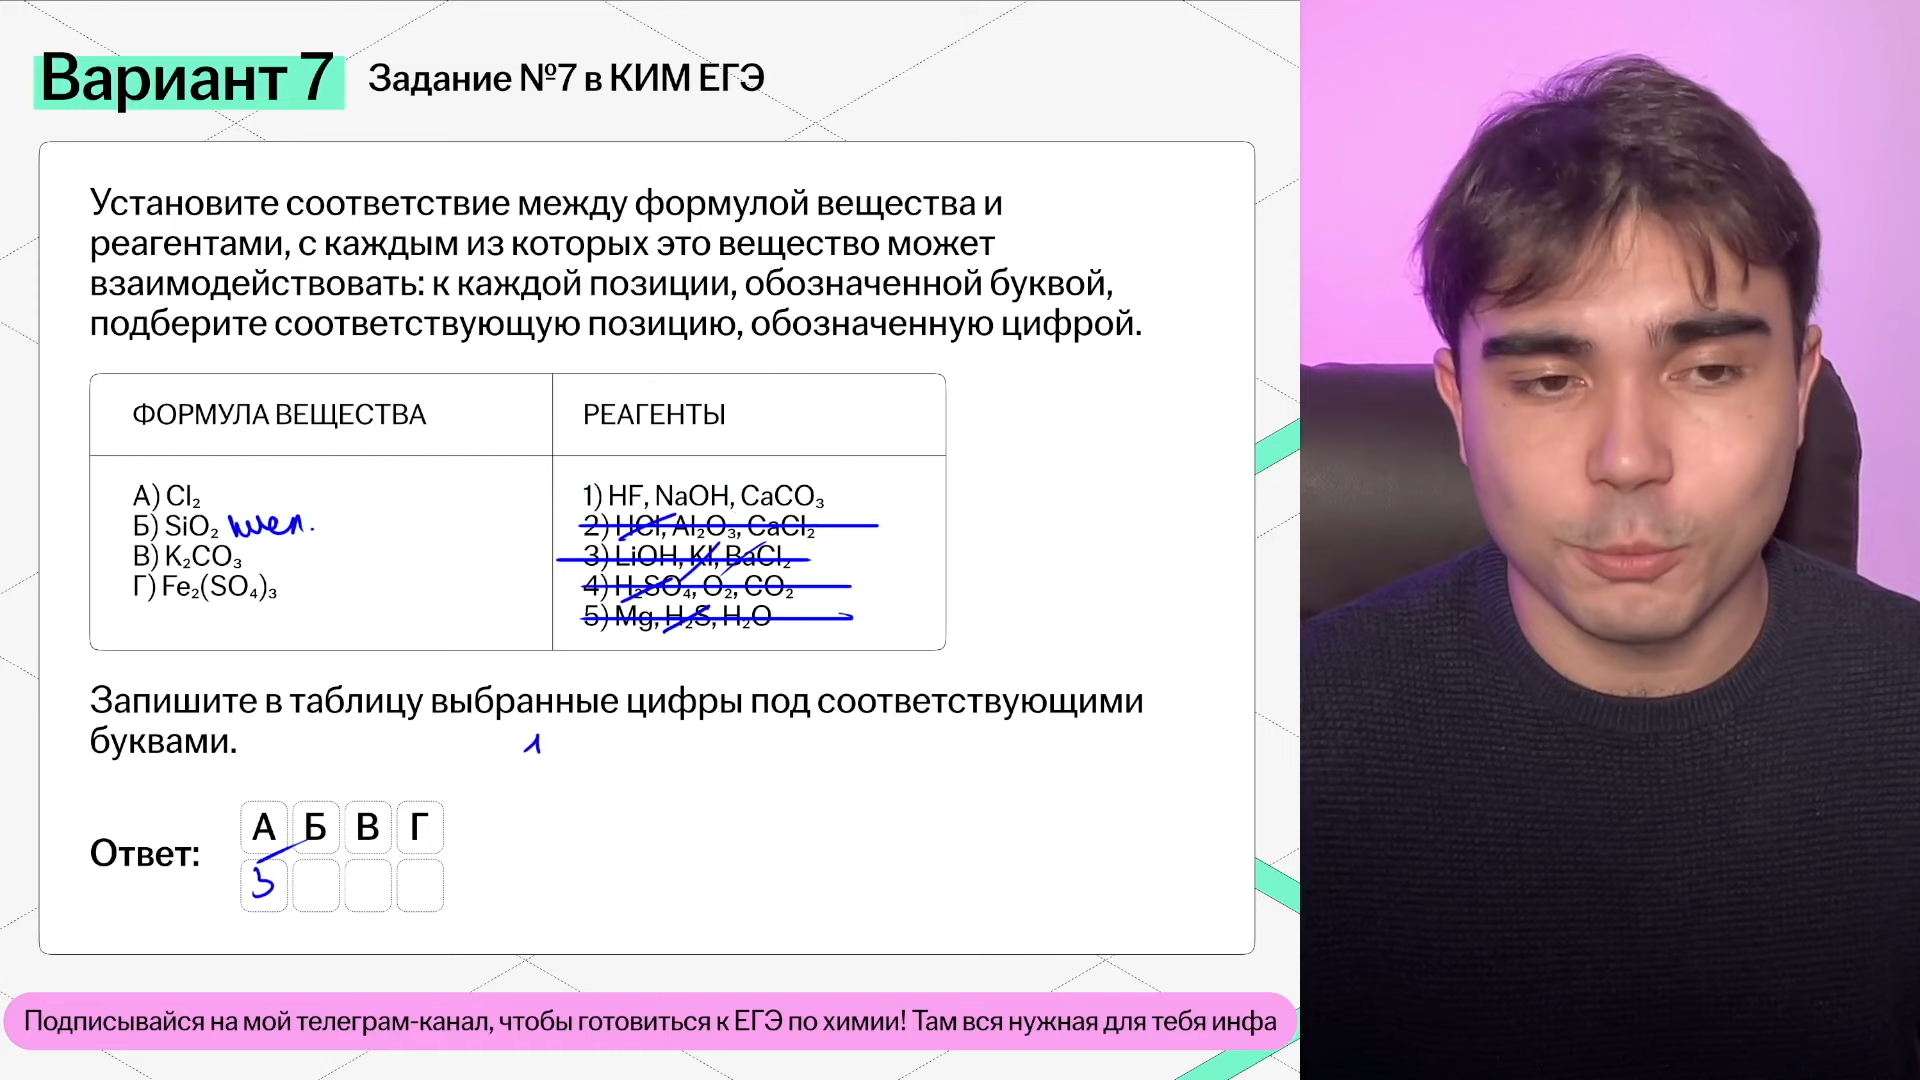 Вариант 7
Задание №7 в КИМ ЕГЭ
Установите соответствие между формулой вещества и
реагентами, с каждым из которых это вещество может
взаимодействовать: к каждой позиции, обозначенной буквой,
подберите соответствующую позицию, обозначенную цифрой.
ФОРМУЛА ВЕЩЕСТВА
А) Cl₂
Б) SiO₂
В) K₂CO₃
Г) Fe₂(SO₄)₃
РЕАГЕНТЫ
1) HF, NaOH, CaCO₃
2) HCl, Al₂O₃, CaCl₂
3) LiOH, KI, BaCl₂
4) H₂SO₄, O₂, CO₂
5) Mg, H₂S, H₂O
Запишите в таблицу выбранные цифры под соответствующими
буквами.
1
Ответ:
А Б В Г
Подписывайся на мой телеграм-канал, чтобы готовиться к ЕГЭ по химии! Там вся нужная для тебя инфа